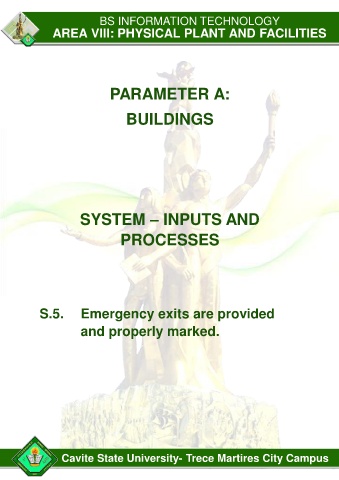 BS INFORMATION TECHNOLOGY
AREA VIII: PHYSICAL PLANT AND FACILITIES
PARAMETER A:
BUILDINGS
SYSTEM – INPUTS AND
PROCESSES
S.5. Emergency exits are provided
and properly marked.
Cavite State University- Trece Martires City Campus